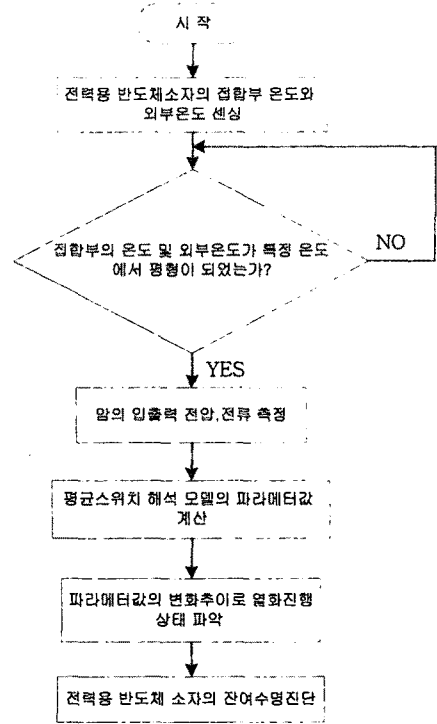 시 작
전력용 반도체소자의 접합부 온도와
외부온도 센싱
접합부의 온도 및 외부온도가 특정 온도
에서 평형이 되었는가?
NO
YES
암의 입출력 전압,전류 측정
평균스위치 해석 모델의 파라메터값
계산
파라메터값의 변화추이로 열화진행
상태 파악
전력용 반도체 소자의 잔여수명진단